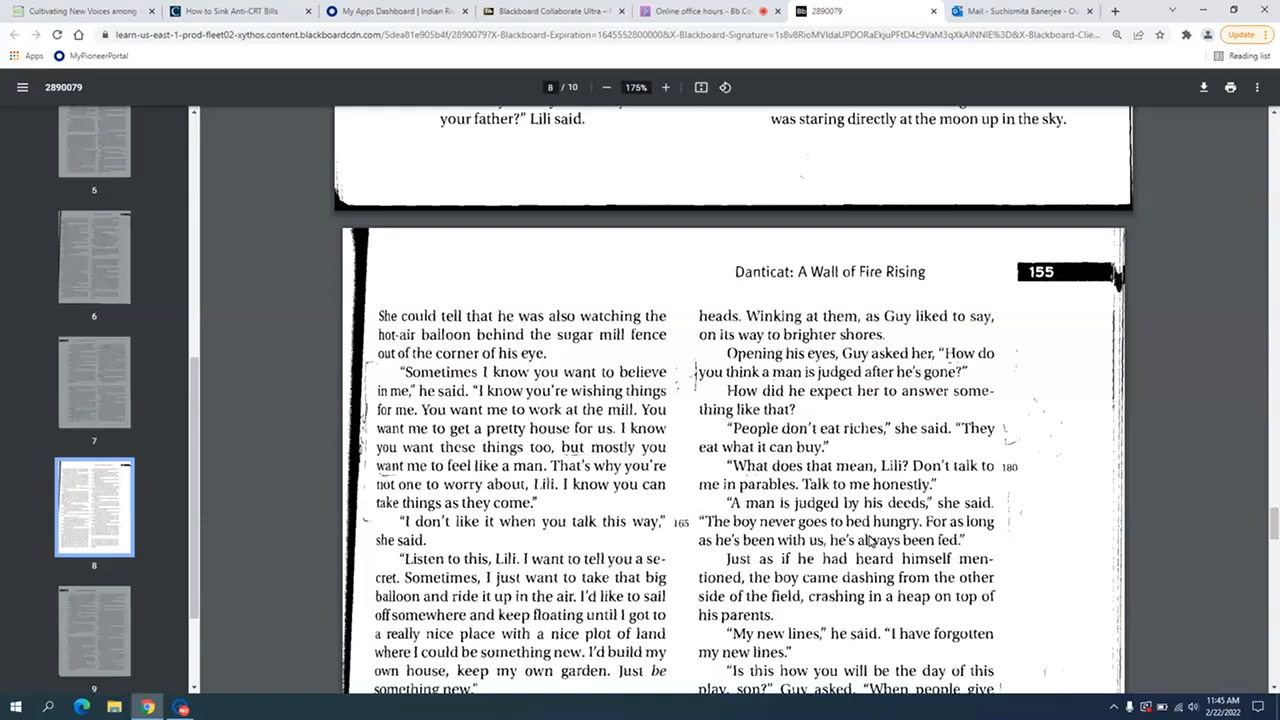 Cultivating New Voices among S
How to Sink Anti-CRT Bills
My Apps Dashboard | Indian Ri
Blackboard Collaborate Ultra –
Online office hours – Bb Co
2890079
Mail - Suchismita Banerjee - Ou
Update
Apps
MyPioneerPortal
Reading list
2890079
8 / 10
175%
your father?” Lili said.
was staring directly at the moon up in the sky.
5
6
7
8
9
Danticat: A Wall of Fire Rising
155
She could tell that he was also watching the
hot-air balloon behind the sugar mill fence
out of the corner of his eye.
“Sometimes I know you want to believe
in me,” he said. “I know you’re wishing things
for me. You want me to work at the mill. You
want me to get a pretty house for us. I know
you want these things too, but mostly you
want me to feel like a man. That’s why you’re
not one to worry about, Lili. I know you can
take things as they come.”
“I don’t like it when you talk this way,” 165
she said.
“Listen to this, Lili. I want to tell you a se-
cret. Sometimes, I just want to take that big
balloon and ride it up in the air. I’d like to sail
off somewhere and keep floating until I got to
a really nice place with a nice plot of land
where I could be something new. I’d build my
own house, keep my own garden. Just be
something new.”
heads. Winking at them, as Guy liked to say,
on its way to brighter shores.
Opening his eyes, Guy asked her, “How do
you think a man is judged after he’s gone?”
How did he expect her to answer some-
thing like that?
“People don’t eat riches,” she said. “They
eat what it can buy.”
“What does that mean, Lili? Don’t talk to 180
me in parables. Talk to me honestly.”
“A man is judged by his deeds,” she said.
“The boy never goes to bed hungry. For as long
as he’s been with us, he’s always been fed.”
Just as if he had heard himself men-
tioned, the boy came dashing from the other
side of the field, crashing in a heap on top of
his parents.
“My new lines,” he said. “I have forgotten
my new lines.”
“Is this how you will be the day of this
play, son?” Guy asked. “When people give
11:45 AM
2/22/2022